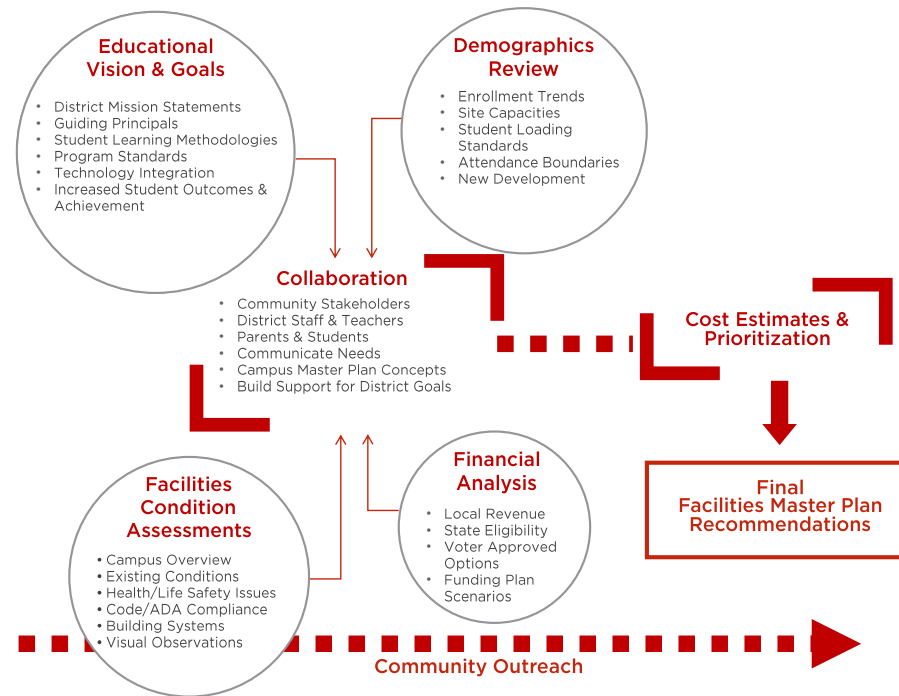 Educational
Vision & Goals
• District Mission Statements
• Guiding Principals
• Student Learning Methodologies
• Program Standards
• Technology Integration
• Increased Student Outcomes &
Achievement
Demographics
Review
• Enrollment Trends
• Site Capacities
• Student Loading
Standards
• Attendance Boundaries
• New Development
Collaboration
• Community Stakeholders
• District Staff & Teachers
• Parents & Students
• Communicate Needs
• Campus Master Plan Concepts
• Build Support for District Goals
Cost Estimates &
Prioritization
Facilities
Condition
Assessments
• Campus Overview
• Existing Conditions
• Health/Life Safety Issues
• Code/ADA Compliance
• Building Systems
• Visual Observations
Financial
Analysis
• Local Revenue
• State Eligibility
• Voter Approved
Options
• Funding Plan
Scenarios
Final
Facilities Master Plan
Recommendations
Community Outreach